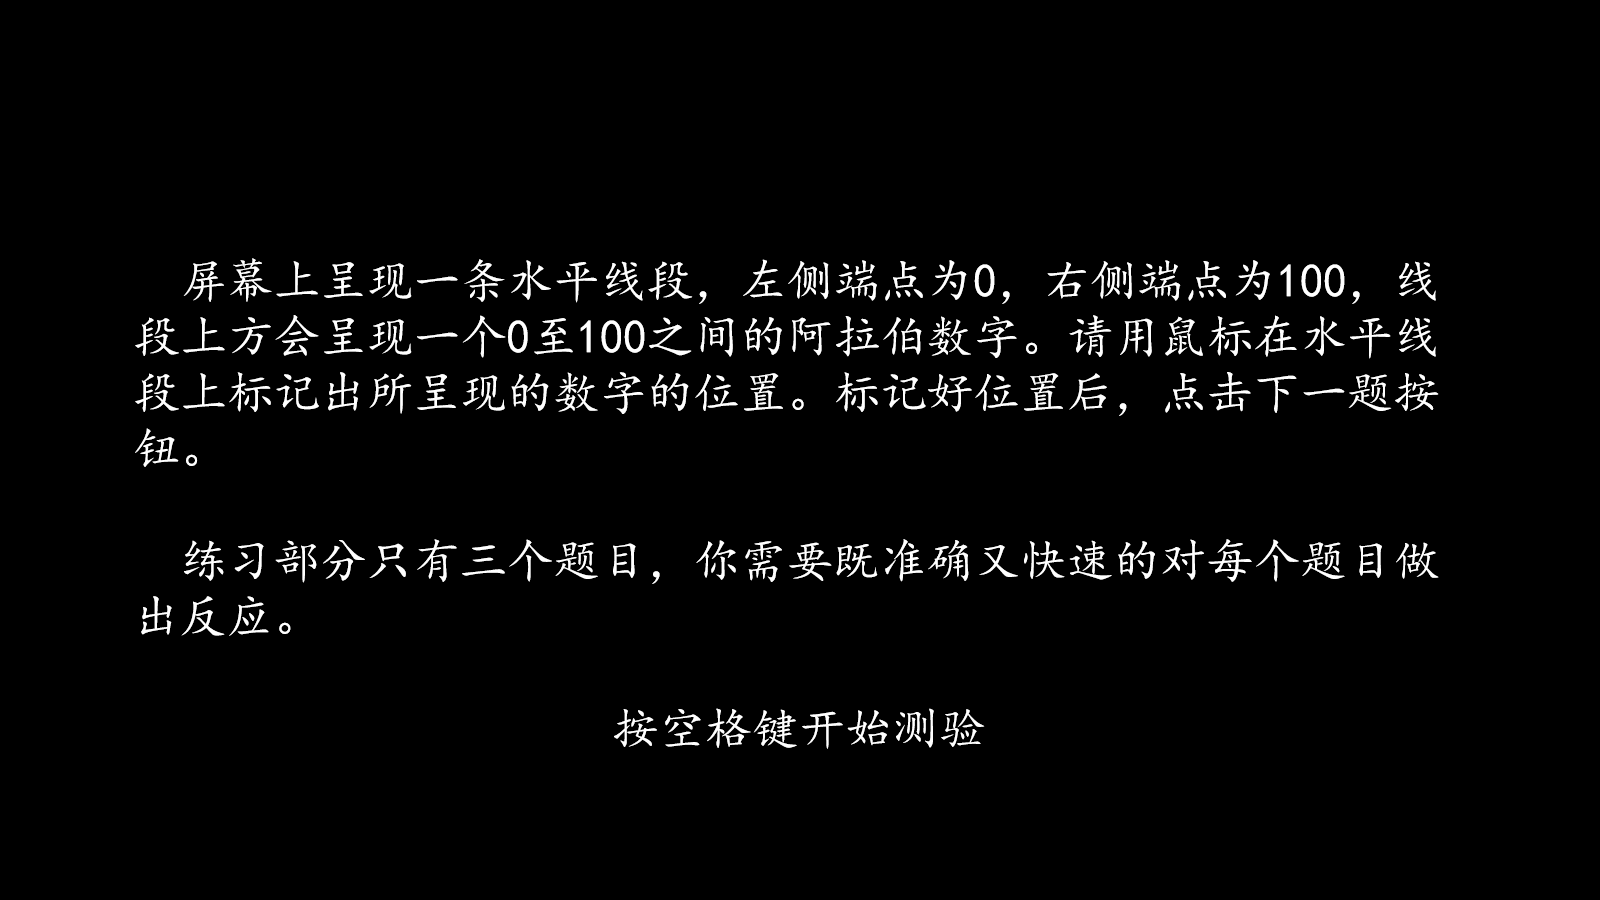 屏幕上呈现一条水平线段，左侧端点为0，右侧端点为100，线
段上方会呈现一个0至100之间的阿拉伯数字。请用鼠标在水平线
段上标记出所呈现的数字的位置。标记好位置后，点击下一题按
钮。
练习部分只有三个题目，你需要既准确又快速的对每个题目做
出反应。
按空格键开始测验